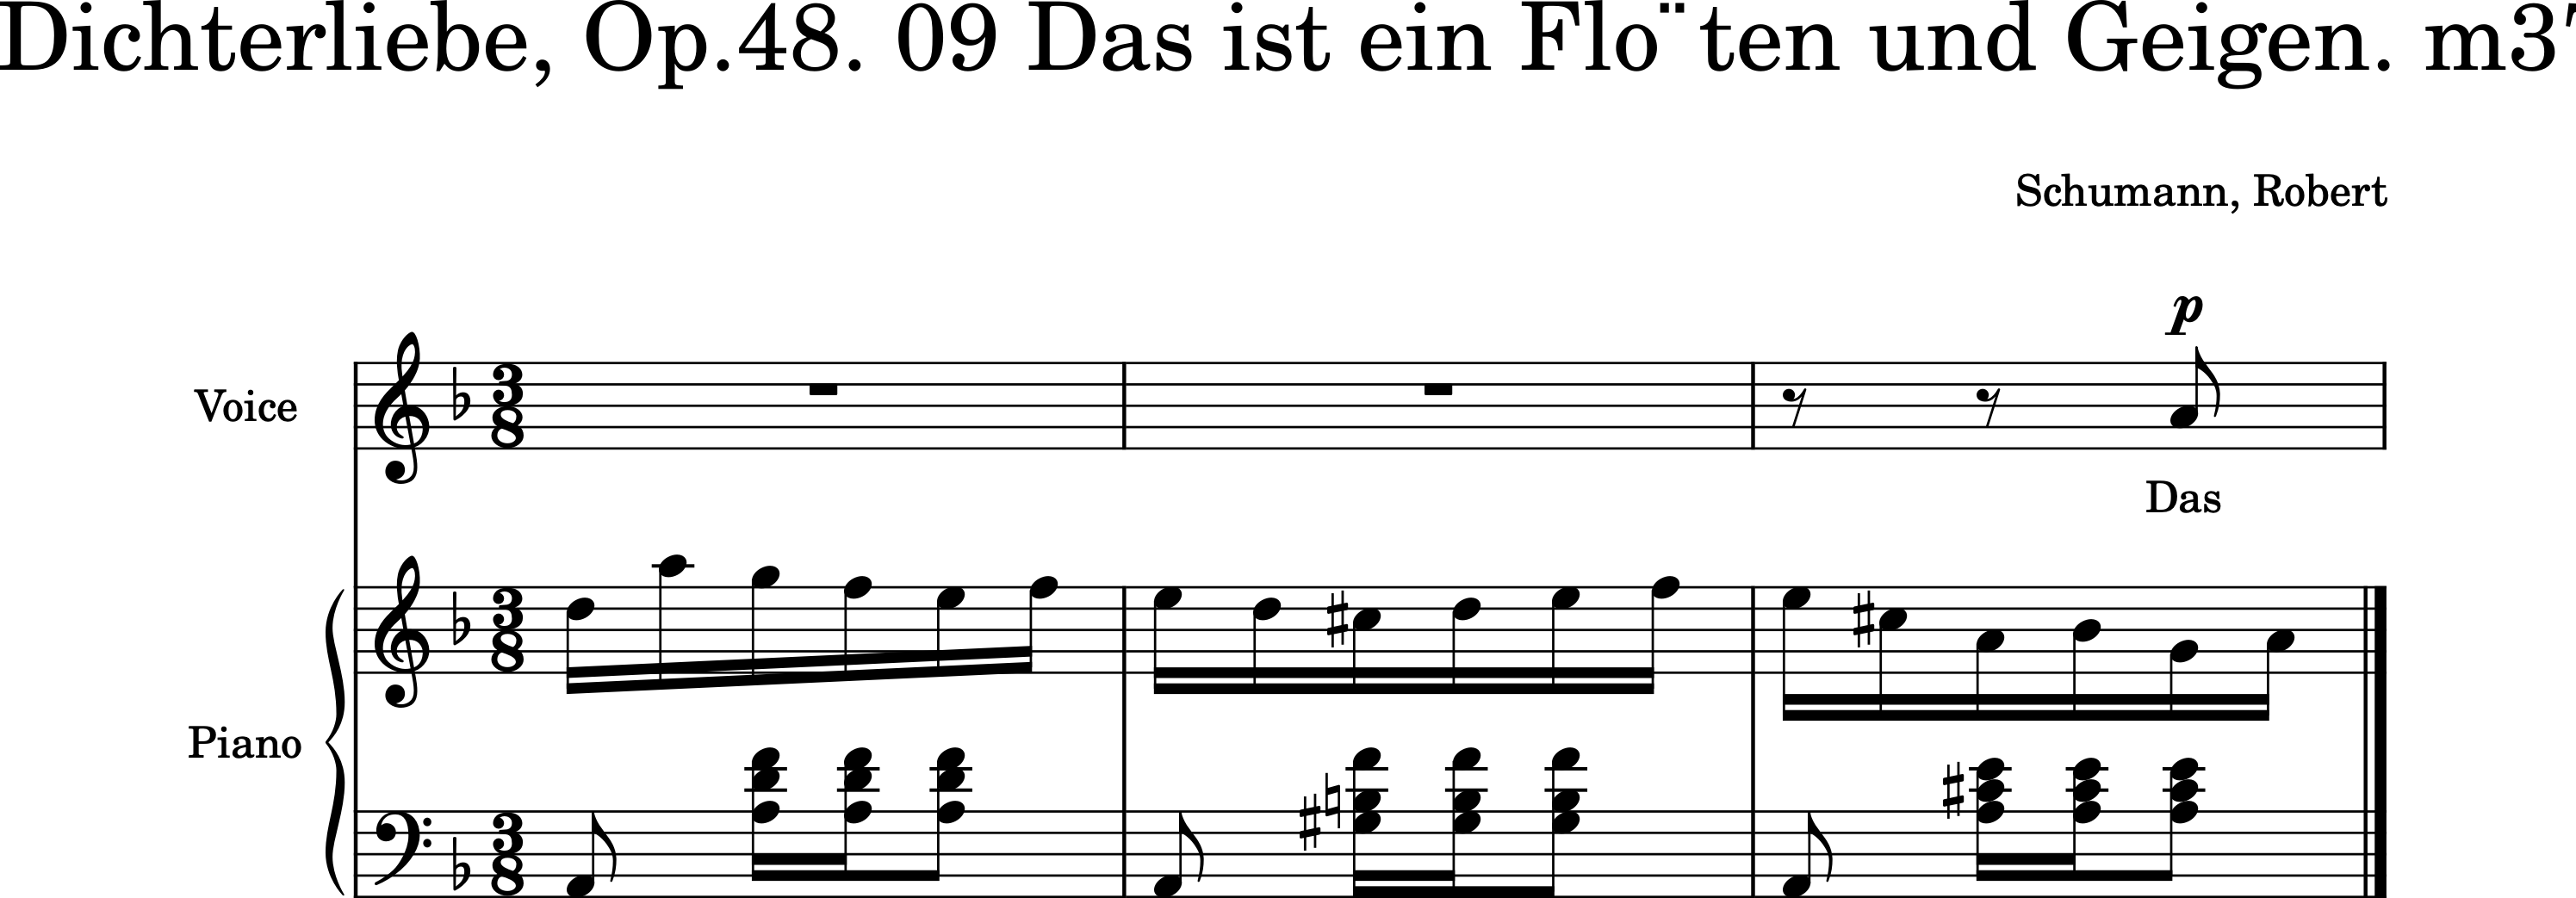 Dichterliebe, Op.48. 09 Das ist ein Flo¨ten und Geigen. m3
Schumann, Robert
p
Voice
Das
Piano